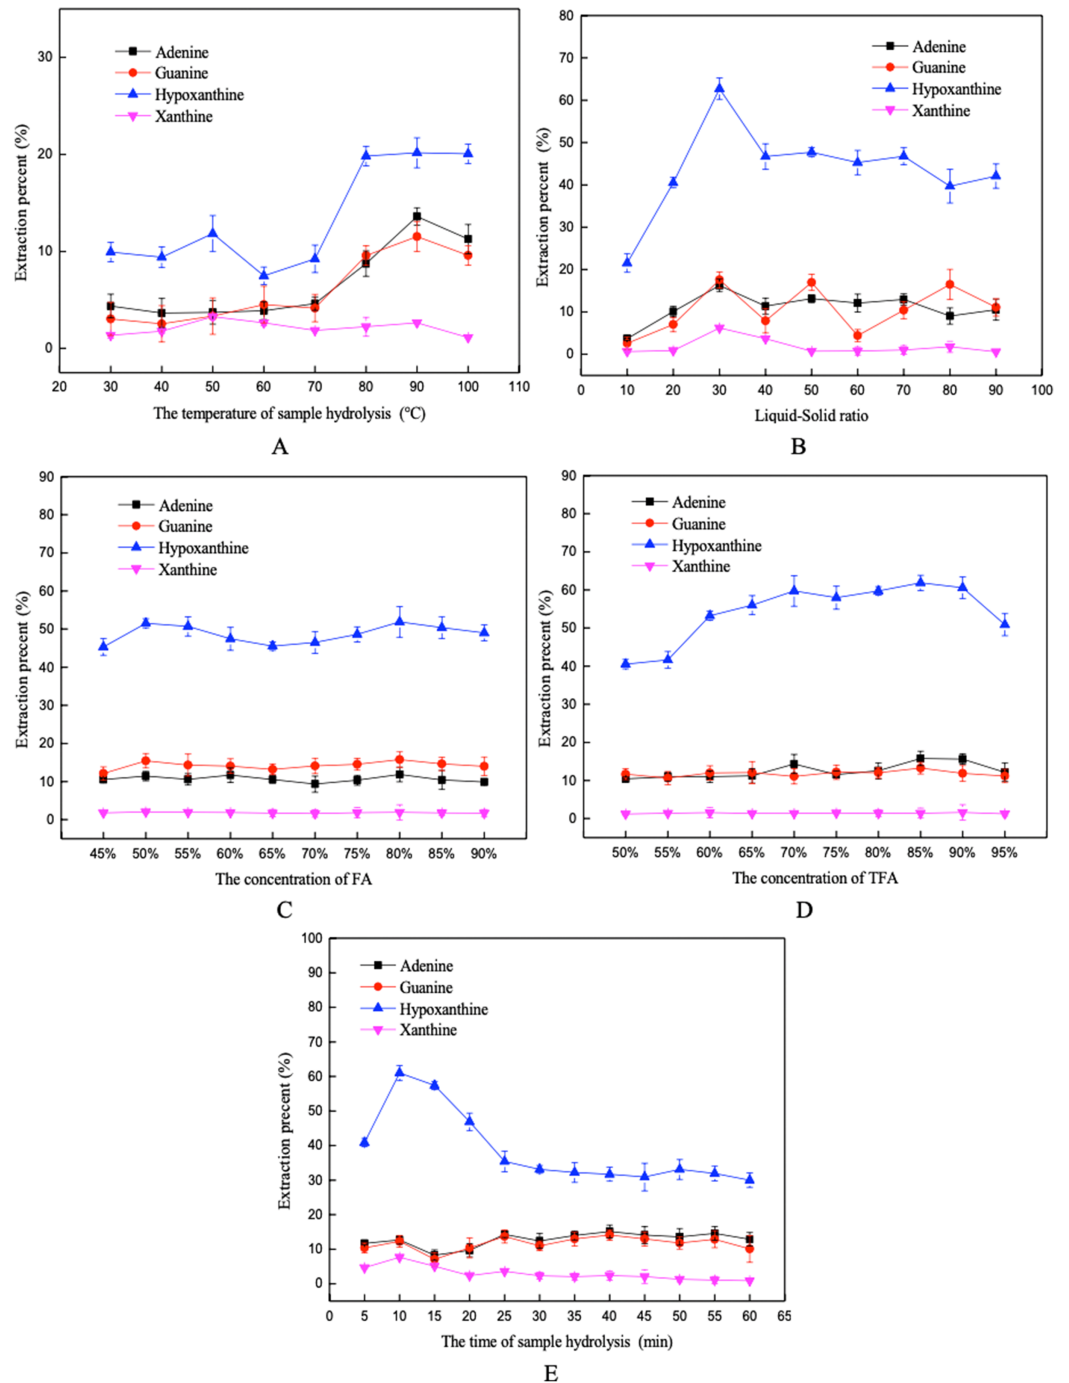 30
20
10
0
Extraction percent (%)
Adenine
Guanine
Hypoxanthine
Xanthine
20 30 40 50 60 70 80 90 100 110
The temperature of sample hydrolysis (°C)
A
80
70
60
50
40
30
20
10
0
Extraction percent (%)
Adenine
Guanine
Hypoxanthine
Xanthine
0 10 20 30 40 50 60 70 80 90 100
Liquid-Solid ratio
B
90
80
70
60
50
40
30
20
10
0
Extraction precent (%)
Adenine
Guanine
Hypoxanthine
Xanthine
45% 50% 55% 60% 65% 70% 75% 80% 85% 90%
The concentration of FA
C
90
80
70
60
50
40
30
20
10
0
Extraction precent (%)
Adenine
Guanine
Hypoxanthine
Xanthine
50% 55% 60% 65% 70% 75% 80% 85% 90% 95%
The concentration of TFA
D
100
90
80
70
60
50
40
30
20
10
0
Extraction precent (%)
Adenine
Guanine
Hypoxanthine
Xanthine
0 5 10 15 20 25 30 35 40 45 50 55 60 65
The time of sample hydrolysis (min)
E